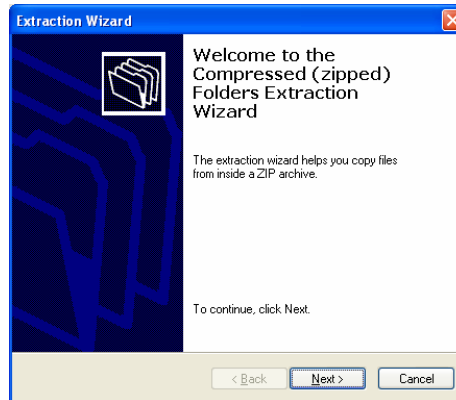 Extraction Wizard
Welcome to the
Compressed (zipped)
Folders Extraction
Wizard
The extraction wizard helps you copy files
from inside a ZIP archive.
To continue, click Next.
< Back
Next >
Cancel